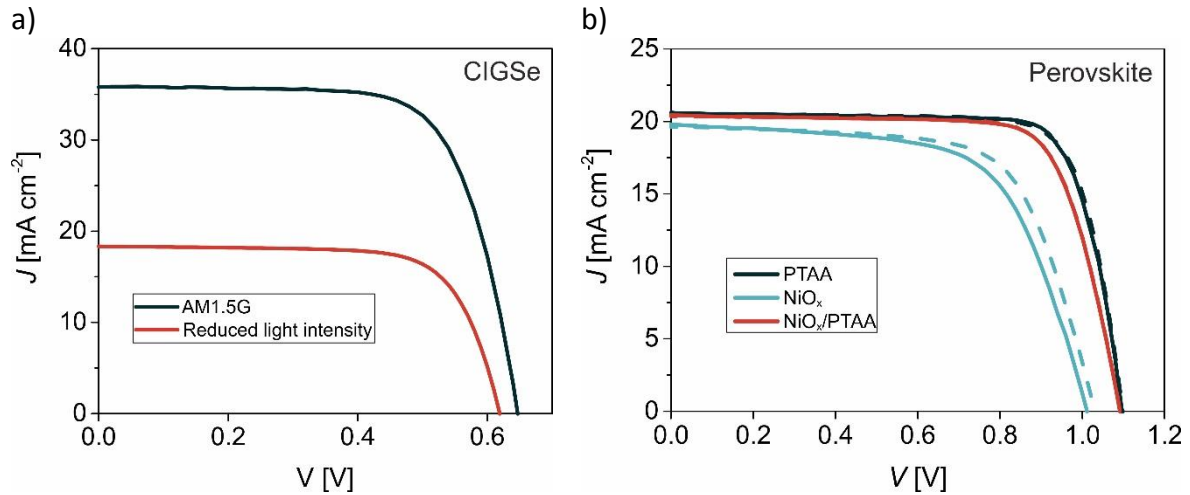 a)
40
30
20
10
0
J [mA cm⁻²]
CIGSe
AM1.5G
Reduced light intensity
0.0 0.2 0.4 0.6
V [V]
b)
25
20
15
10
5
0
J [mA cm⁻²]
Perovskite
PTAA
NiOₓ
NiOₓ/PTAA
0.0 0.2 0.4 0.6 0.8 1.0 1.2
V [V]